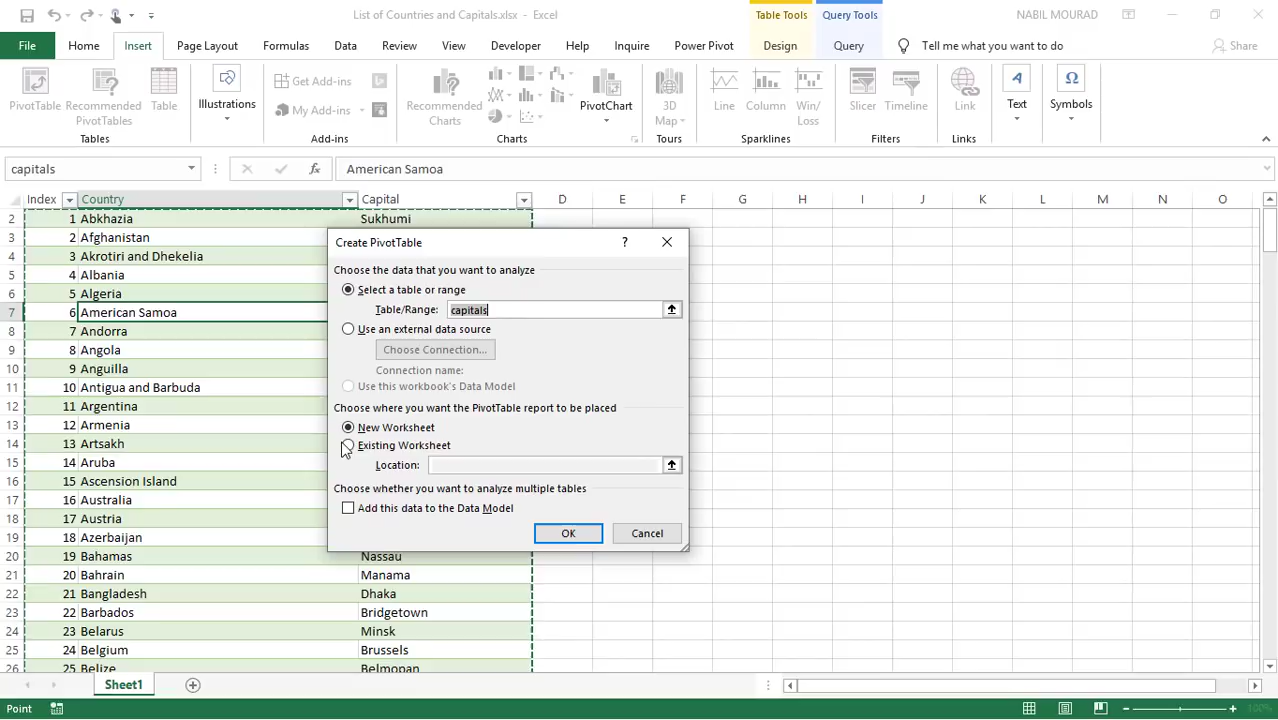 List of Countries and Capitals.xlsx - Excel
Table Tools
Query Tools
NABIL MOURAD
File
Home
Insert
Page Layout
Formulas
Data
Review
View
Developer
Help
Inquire
Power Pivot
Design
Query
Tell me what you want to do
Share
PivotTable
Recommended
PivotTables
Table
Tables
Illustrations
Get Add-ins
My Add-ins
Add-ins
Recommended
Charts
PivotChart
Charts
3D
Map
Tours
Line
Column
Win/
Loss
Sparklines
Slicer
Timeline
Filters
Link
Links
Text
Symbols
capitals
fx
American Samoa
Index Country Capital D E F G H I J K L M N O
2 1 Abkhazia Sukhumi
3 2 Afghanistan
4 3 Akrotiri and Dhekelia
5 4 Albania
6 5 Algeria
7 6 American Samoa
8 7 Andorra
9 8 Angola
10 9 Anguilla
11 10 Antigua and Barbuda
12 11 Argentina
13 12 Armenia
14 13 Artsakh
15 14 Aruba
16 15 Ascension Island
17 16 Australia
18 17 Austria
19 18 Azerbaijan
20 19 Bahamas Nassau
21 20 Bahrain Manama
22 21 Bangladesh Dhaka
23 22 Barbados Bridgetown
24 23 Belarus Minsk
25 24 Belgium Brussels
26 25 Belize Belmopan
Create PivotTable
?
Choose the data that you want to analyze
Select a table or range
Table/Range: capitals
Use an external data source
Choose Connection...
Connection name:
Use this workbook's Data Model
Choose where you want the PivotTable report to be placed
New Worksheet
Existing Worksheet
Location:
Choose whether you want to analyze multiple tables
Add this data to the Data Model
OK
Cancel
Sheet1
Point
100%